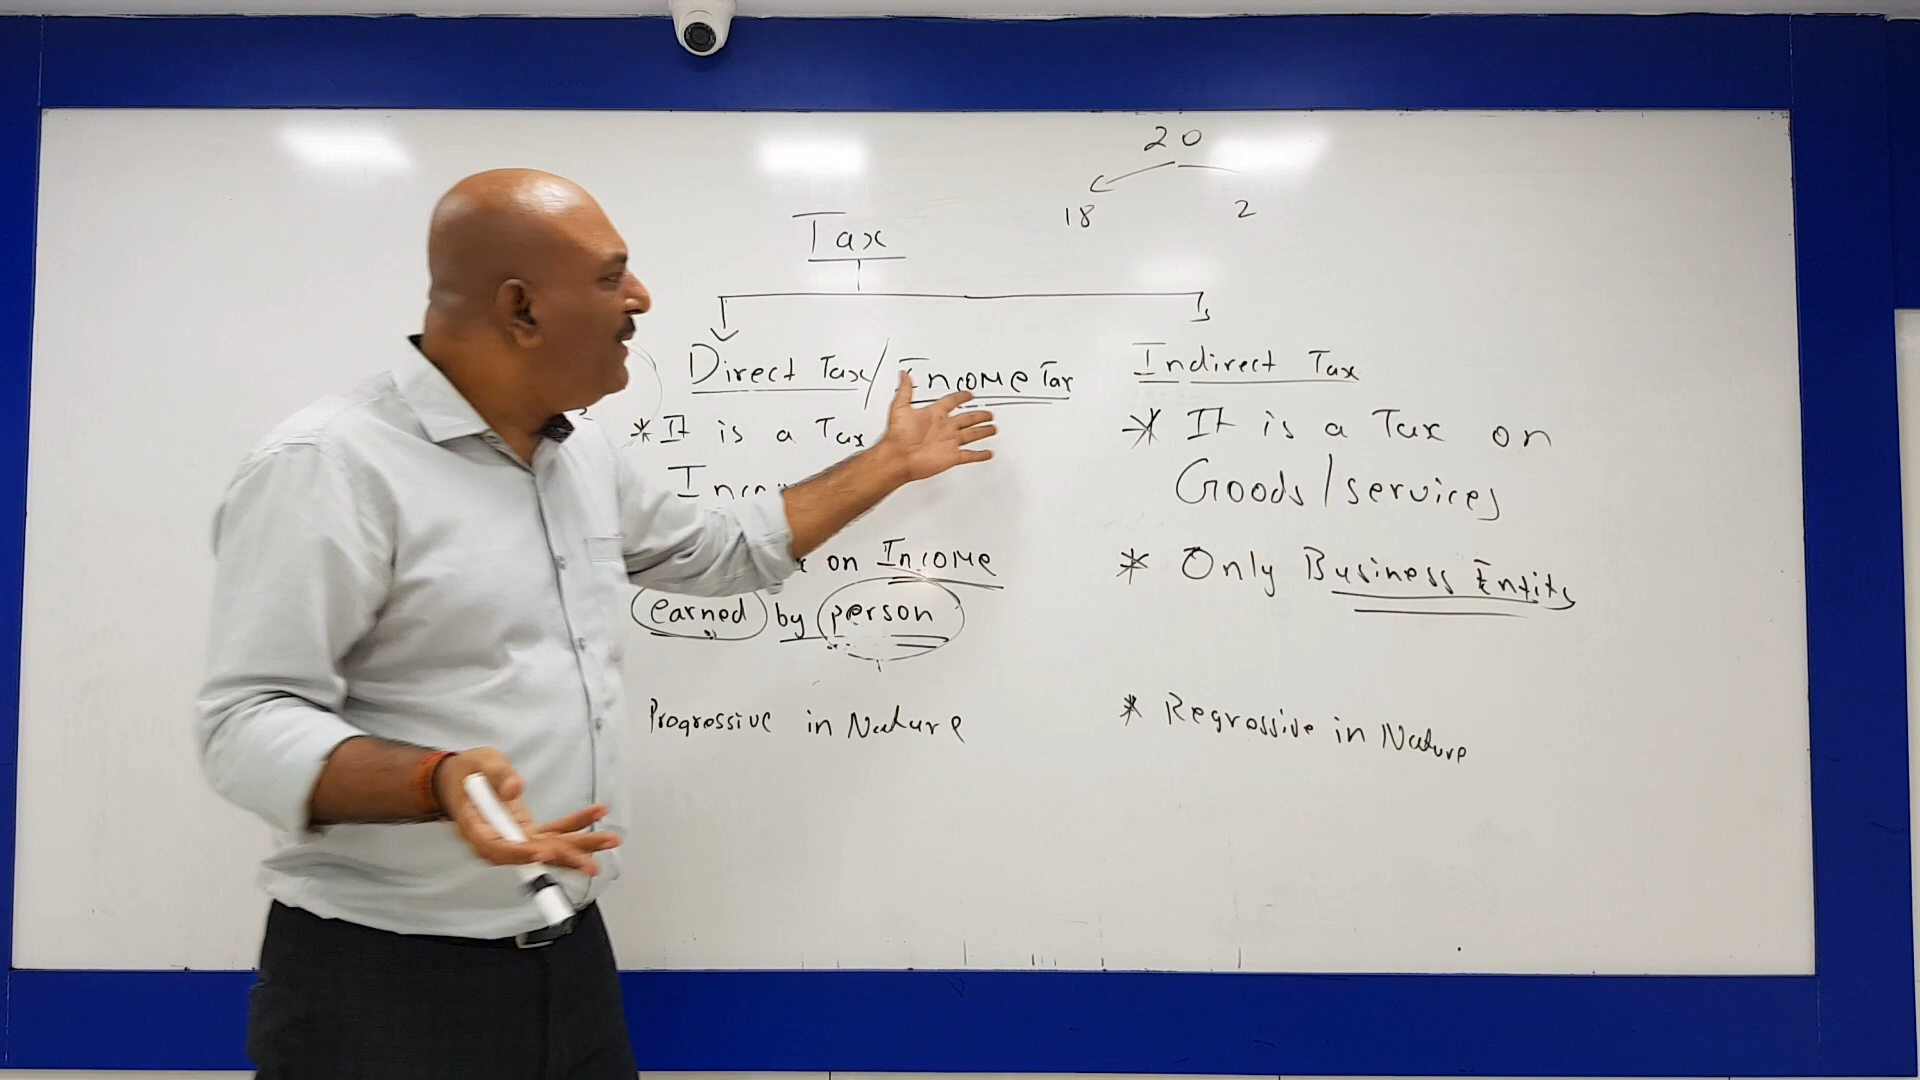 20
18 2
Tax
Direct Tax / Income Tax
* It is a Tax
on Income
earned by person
Progressive in Nature
Indirect Tax
* It is a Tax on
Goods/services
* Only Business Entity
* Regressive in Nature